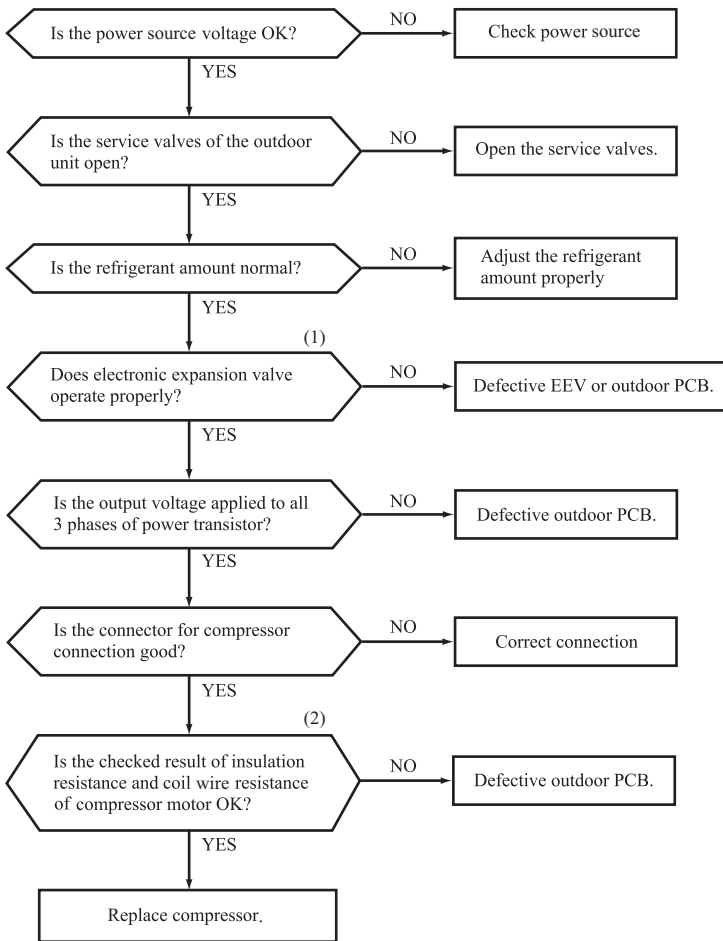 Is the power source voltage OK?
NO
Check power source
YES
Is the service valves of the outdoor
unit open?
NO
Open the service valves.
YES
Is the refrigerant amount normal?
NO
Adjust the refrigerant
amount properly
YES
(1)
Does electronic expansion valve
operate properly?
NO
Defective EEV or outdoor PCB.
YES
Is the output voltage applied to all
3 phases of power transistor?
NO
Defective outdoor PCB.
YES
Is the connector for compressor
connection good?
NO
Correct connection
YES
(2)
Is the checked result of insulation
resistance and coil wire resistance
of compressor motor OK?
NO
Defective outdoor PCB.
YES
Replace compressor.